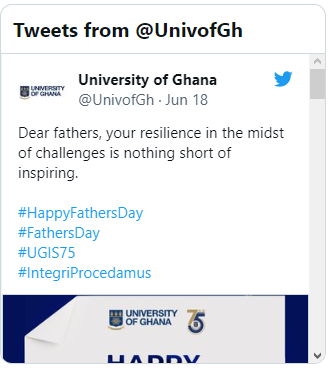 Tweets from @UnivofGh
University of Ghana
@UnivofGh · Jun 18
UNIVERSITY
OF GHANA
Dear fathers, your resilience in the midst
of challenges is nothing short of
inspiring.
#HappyFathersDay
#FathersDay
#UGIS75
#IntegriProcedamus
UNIVERSITY
OF GHANA
75
HAPPY